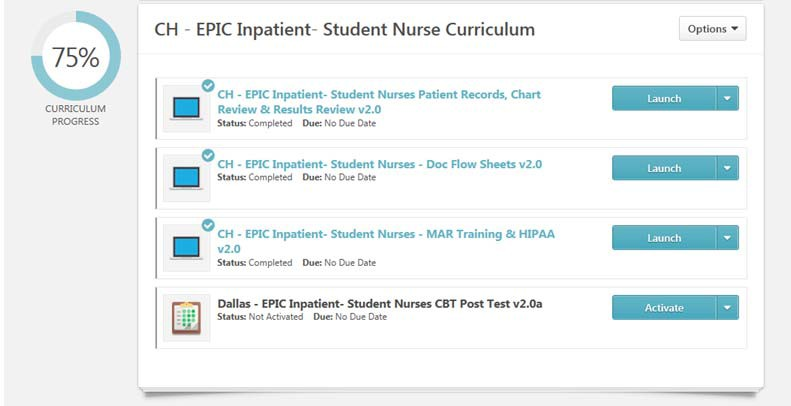 75%
CURRICULUM
PROGRESS
CH - EPIC Inpatient- Student Nurse Curriculum
Options
CH - EPIC Inpatient- Student Nurses Patient Records, Chart
Review & Results Review v2.0
Status: Completed Due: No Due Date
Launch
CH - EPIC Inpatient- Student Nurses - Doc Flow Sheets v2.0
Status: Completed Due: No Due Date
Launch
CH - EPIC Inpatient- Student Nurses - MAR Training & HIPAA
v2.0
Status: Completed Due: No Due Date
Launch
Dallas - EPIC Inpatient- Student Nurses CBT Post Test v2.0a
Status: Not Activated Due: No Due Date
Activate